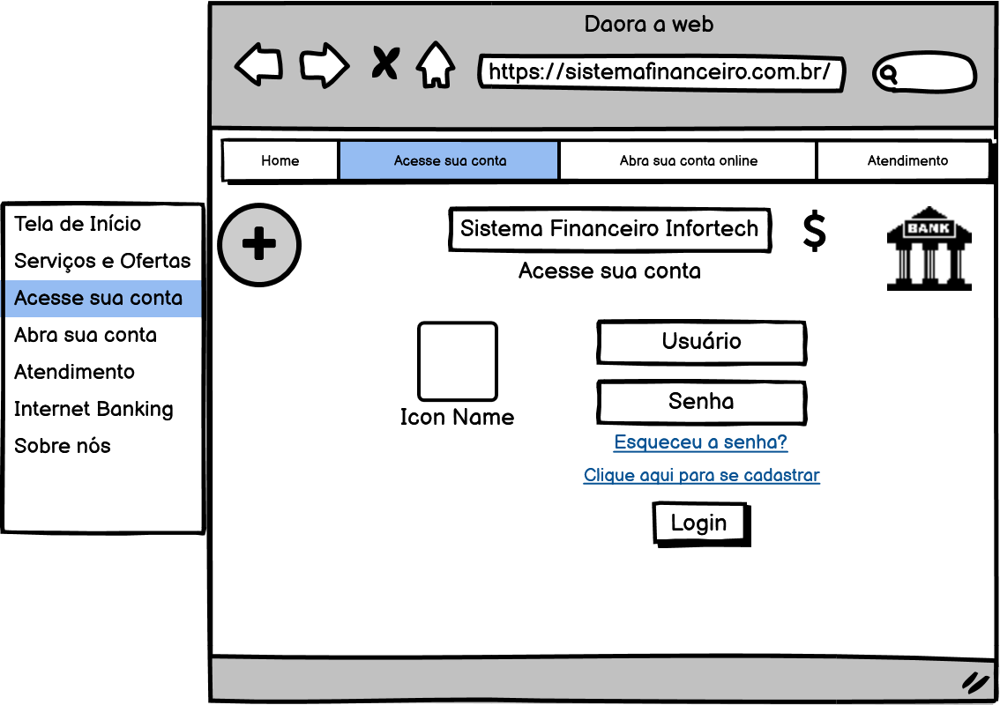 Daora a web
https://sistemafinanceiro.com.br/
Home
Acesse sua conta
Abra sua conta online
Atendimento
Tela de Início
Serviços e Ofertas
Acesse sua conta
Abra sua conta
Atendimento
Internet Banking
Sobre nós
Sistema Financeiro Infortech
$
BANK
Acesse sua conta
Icon Name
Usuário
Senha
Esqueceu a senha?
Clique aqui para se cadastrar
Login